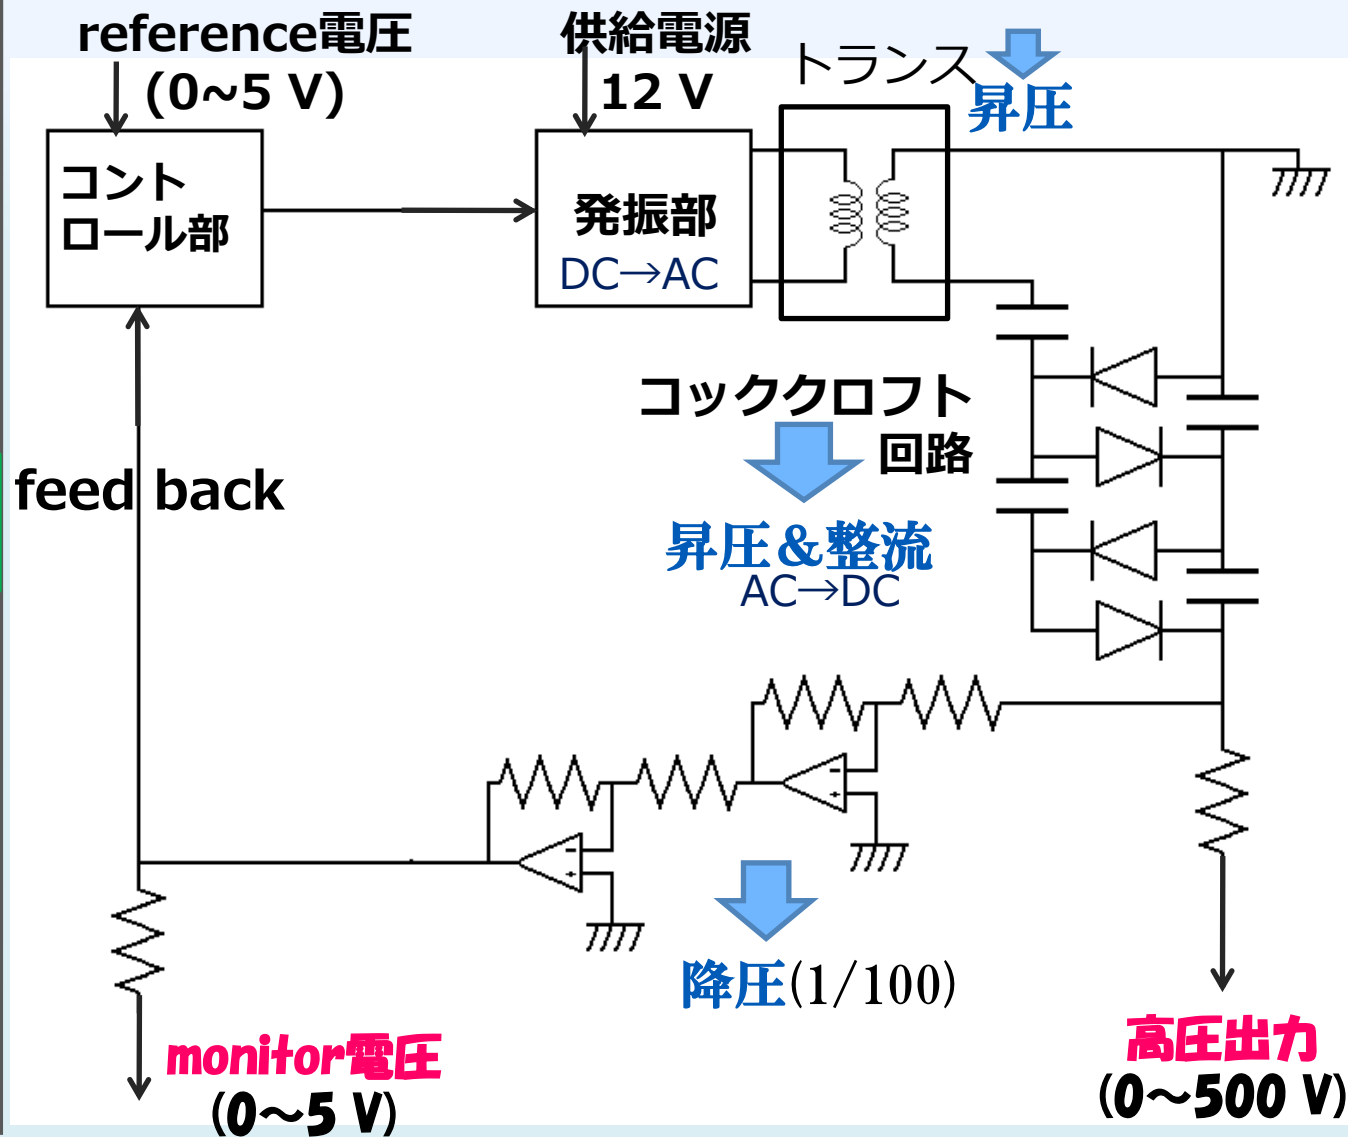 reference電圧
(0~5 V)
供給電源
12 V
トランス
昇圧
コント
ロール部
発振部
DC→AC
コッククロフト
回路
昇圧＆整流
AC→DC
feed back
降圧(1/100)
monitor電圧
(0～5 V)
高圧出力
(0～500 V)